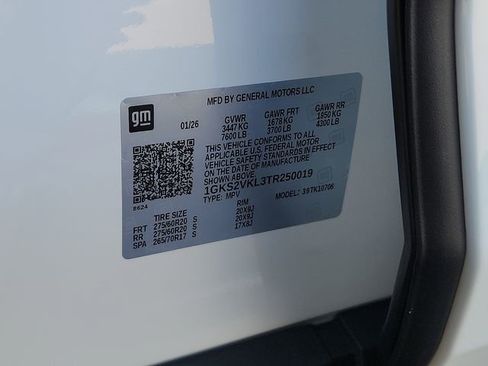 MFD BY GENERAL MOTORS LLC
gm
01/26 GVWR GAWR FRT GAWR RR
3447 KG 1678 KG 1950 KG
7600 LB 3700 LB 4300 LB
THIS VEHICLE CONFORMS TO ALL
APPLICABLE U.S. FEDERAL MOTOR
VEHICLE SAFETY STANDARDS IN EFFECT
ON THE DATE OF MANUFACTURE
SHOWN ABOVE.
1GKS2VKL3TR250019
TYPE: MPV MODEL: 39TK10706
8624
TIRE SIZE RIM
FRT 275/60R20 S 20X9J
RR 275/60R20 S 20X9J
SPA 265/70R17 S 17X8J